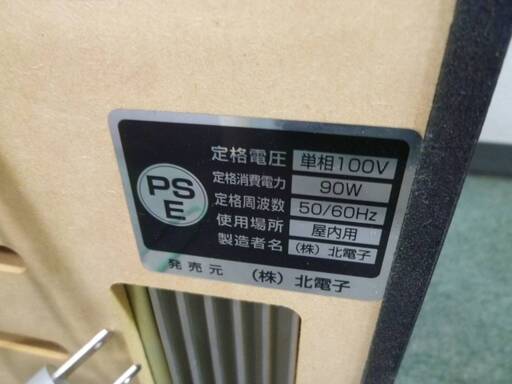 PS
E
定格電圧 単相100V
定格消費電力 90W
定格周波数 50/60Hz
使用場所 屋内用
製造者名 (株) 北電子
発売元 (株) 北電子